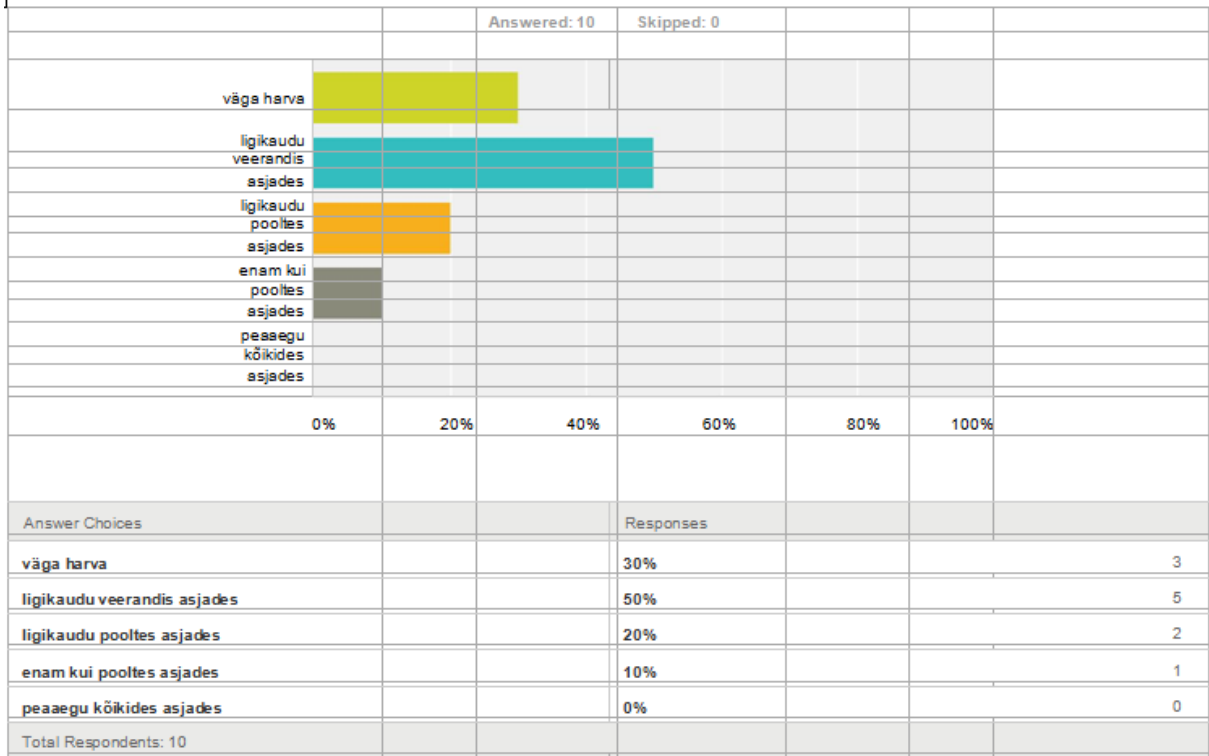 Answered: 10 Skipped: 0
väga harva
ligikaudu
veerandis
asjades
ligikaudu
pooltes
asjades
enam kui
pooltes
asjades
peaaegu
kõikides
asjades
0% 20% 40% 60% 80% 100%
Answer Choices Responses
väga harva 30% 3
ligikaudu veerandis asjades 50% 5
ligikaudu pooltes asjades 20% 2
enam kui pooltes asjades 10% 1
peaaegu kõikides asjades 0% 0
Total Respondents: 10